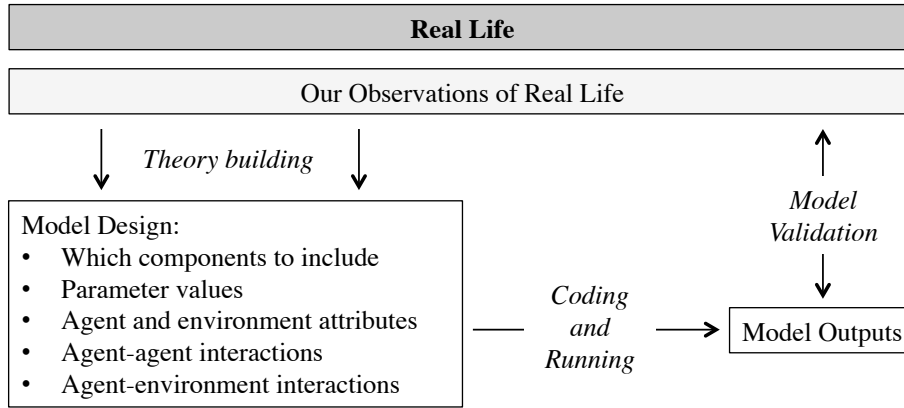 Real Life
Our Observations of Real Life
Theory building
Model Design:
• Which components to include
• Parameter values
• Agent and environment attributes
• Agent-agent interactions
• Agent-environment interactions
Coding
and
Running
Model
Validation
Model Outputs